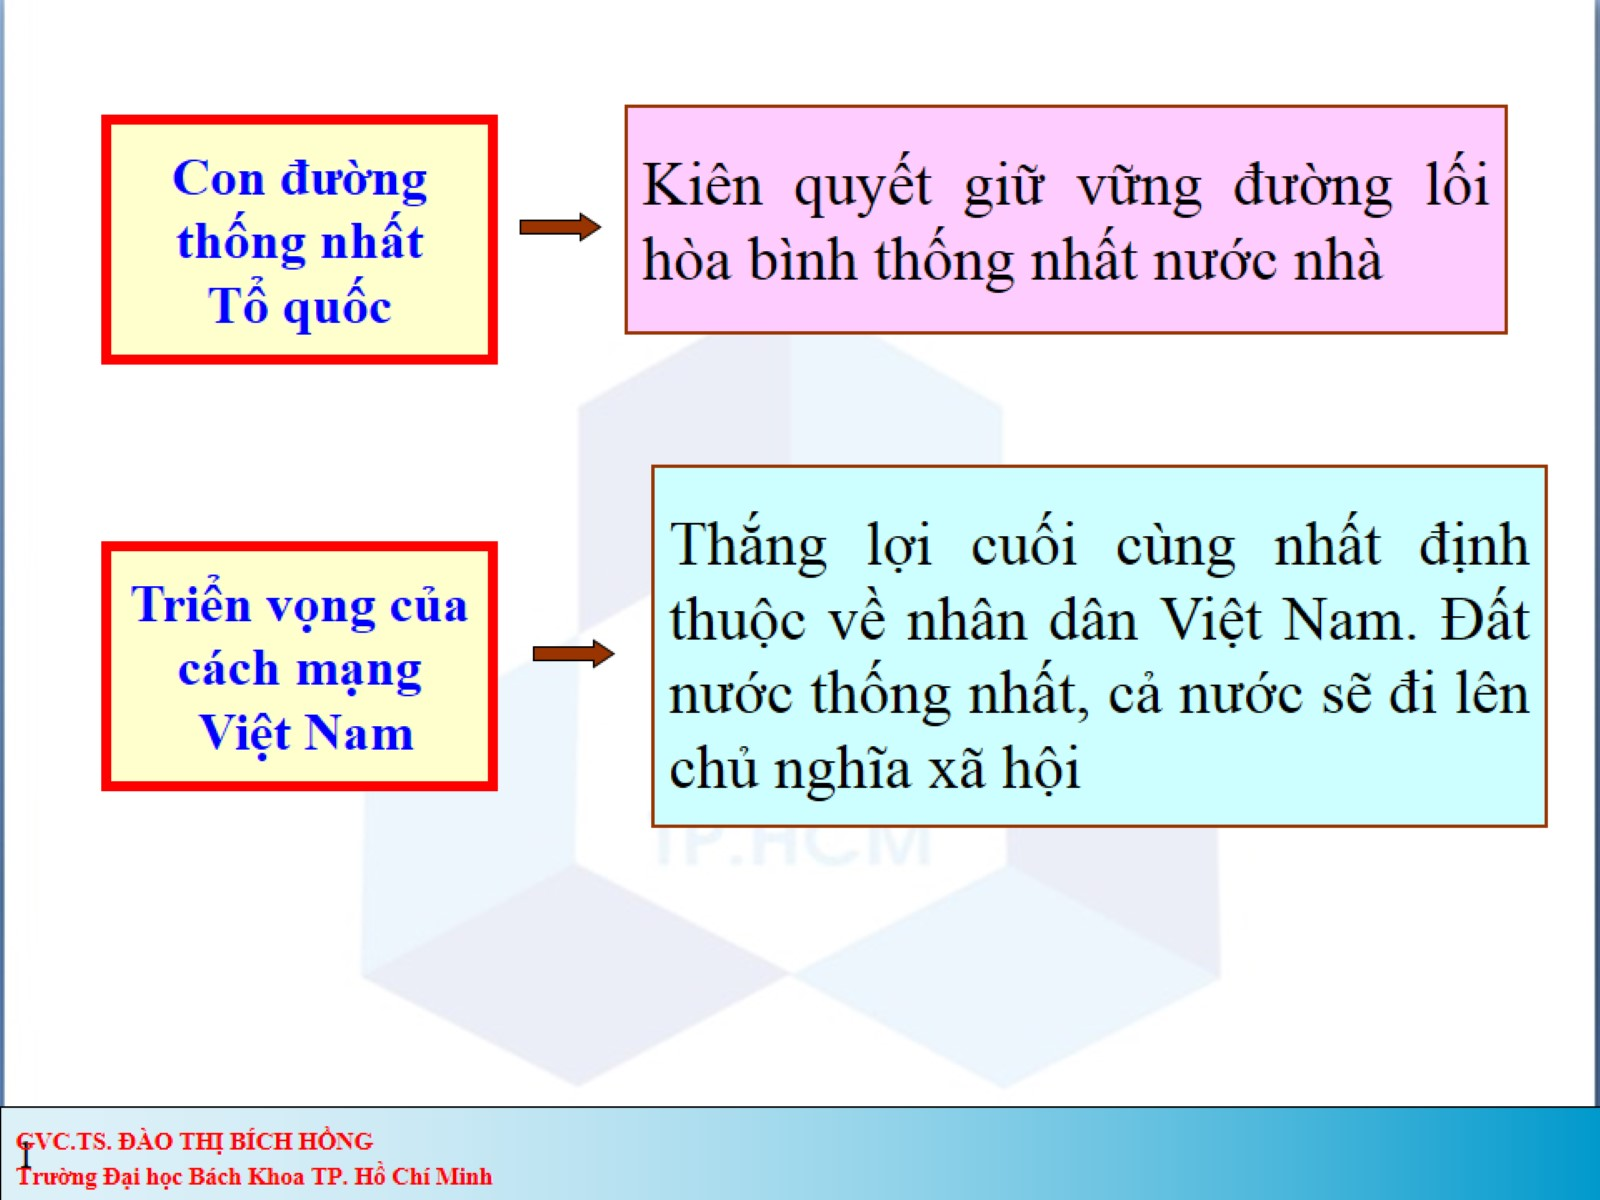 Con đường
thống nhất
Tổ quốc
Kiên quyết giữ vững đường lối
hòa bình thống nhất nước nhà
Triển vọng của
cách mạng
Việt Nam
Thắng lợi cuối cùng nhất định
thuộc về nhân dân Việt Nam. Đất
nước thống nhất, cả nước sẽ đi lên
chủ nghĩa xã hội
TP.HCM
GVC.TS. ĐÀO THỊ BÍCH HỒNG
1
Trường Đại học Bách Khoa TP. Hồ Chí Minh